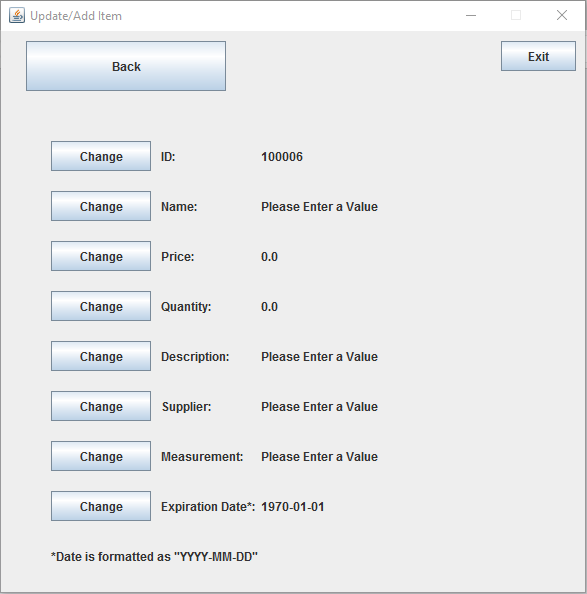 Update/Add Item
Back
Exit
Change ID: 100006
Change Name: Please Enter a Value
Change Price: 0.0
Change Quantity: 0.0
Change Description: Please Enter a Value
Change Supplier: Please Enter a Value
Change Measurement: Please Enter a Value
Change Expiration Date*: 1970-01-01
*Date is formatted as "YYYY-MM-DD"